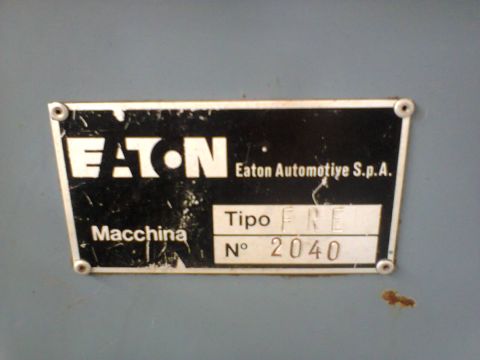 EATON Eaton Automotive S.p.A.
Macchina
Tipo FRE
N° 2040